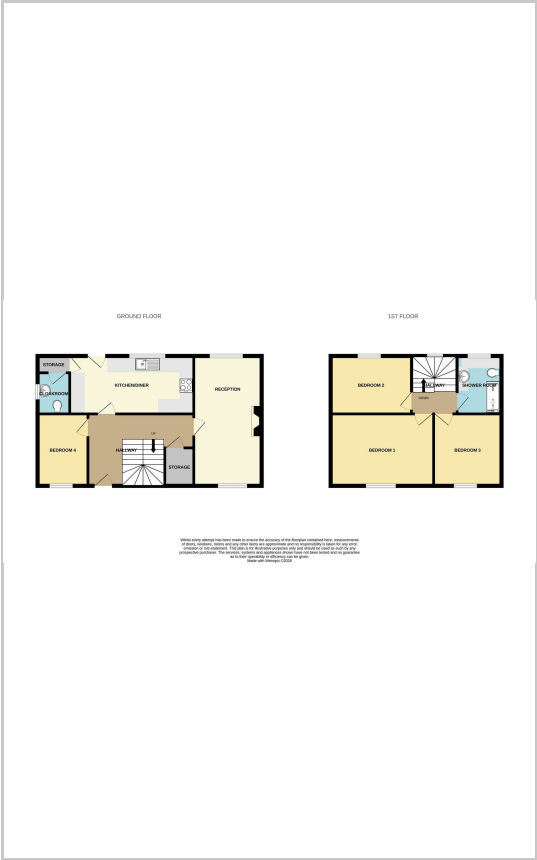 GROUND FLOOR
1ST FLOOR
STORAGE
CLOAKROOM
KITCHEN/DINER
RECEPTION
BEDROOM 4
HALLWAY
UP
STORAGE
BEDROOM 2
HALLWAY
DOWN
SHOWER ROOM
BEDROOM 1
BEDROOM 3
Whilst every attempt has been made to ensure the accuracy of the floorplan contained here, measurements
of doors, windows, rooms and any other items are approximate and no responsibility is taken for any error,
omission or mis-statement. This plan is for illustrative purposes only and should be used as such by any
prospective purchaser. The services, systems and appliances shown have not been tested and no guarantee
as to their operability or efficiency can be given.
Made with Metropix ©2025